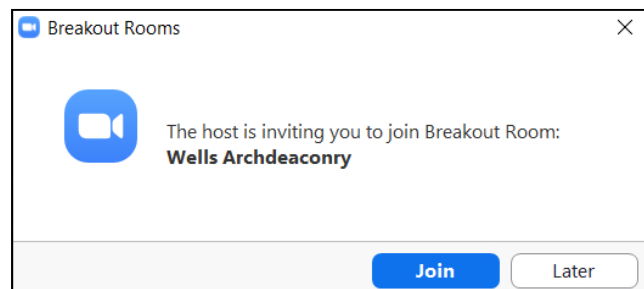 Breakout Rooms
The host is inviting you to join Breakout Room:
Wells Archdeaconry
Join
Later